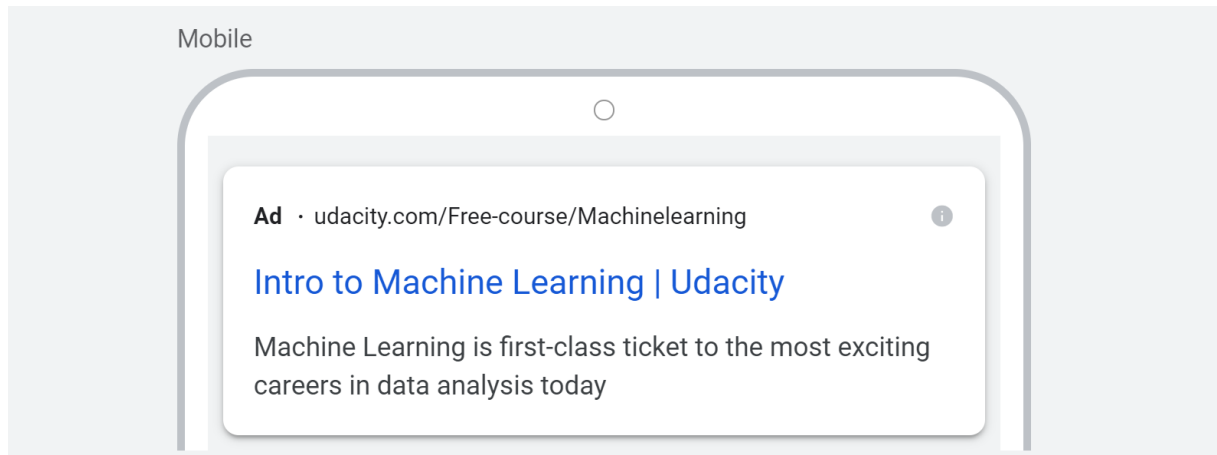 Mobile
Ad · udacity.com/Free-course/Machinelearning
Intro to Machine Learning | Udacity
Machine Learning is first-class ticket to the most exciting
careers in data analysis today